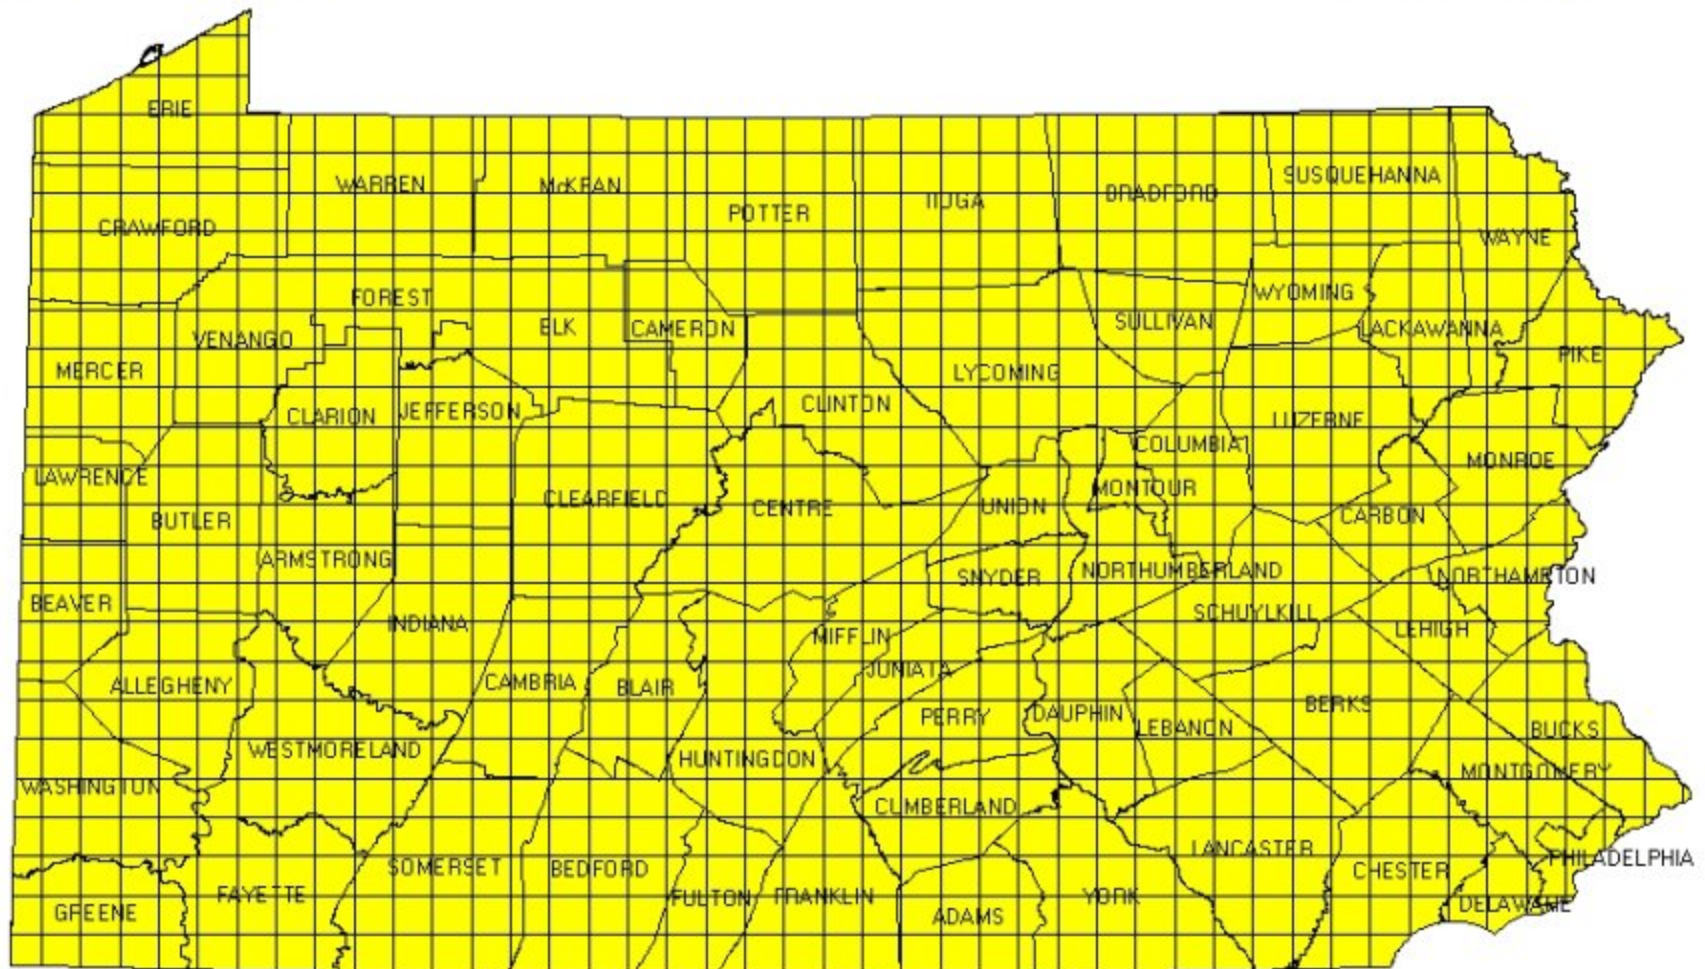 ERIE
WARREN
McKEAN
POTTER
TIOGA
BRADFORD
SUSQUEHANNA
WAYNE
CRAWFORD
FOREST
VENANGO
ELK
CAMERON
SULLIVAN
WYOMING
LACKAWANNA
PIKE
MERCER
CLARION
JEFFERSON
CLINTON
LYCOMING
COLUMBIA
LUZERNE
MONROE
LAWRENCE
BUTLER
CLEARFIELD
CENTRE
UNION
MONTOUR
CARBON
ARMSTRONG
SNYDER
NORTHUMBERLAND
NORTHAMPTON
BEAVER
INDIANA
MIFFLIN
SCHUYLKILL
LEHIGH
ALLEGHENY
CAMBRIA
BLAIR
JUNIATA
PERRY
DAUPHIN
LEBANON
BERKS
BUCKS
WESTMORELAND
HUNTINGDON
WASHINGTON
CUMBERLAND
MONTGOMERY
SOMERSET
BEDFORD
LANCASTER
CHESTER
PHILADELPHIA
GREENE
FAYETTE
FULTON
FRANKLIN
ADAMS
YORK
DELAWARE